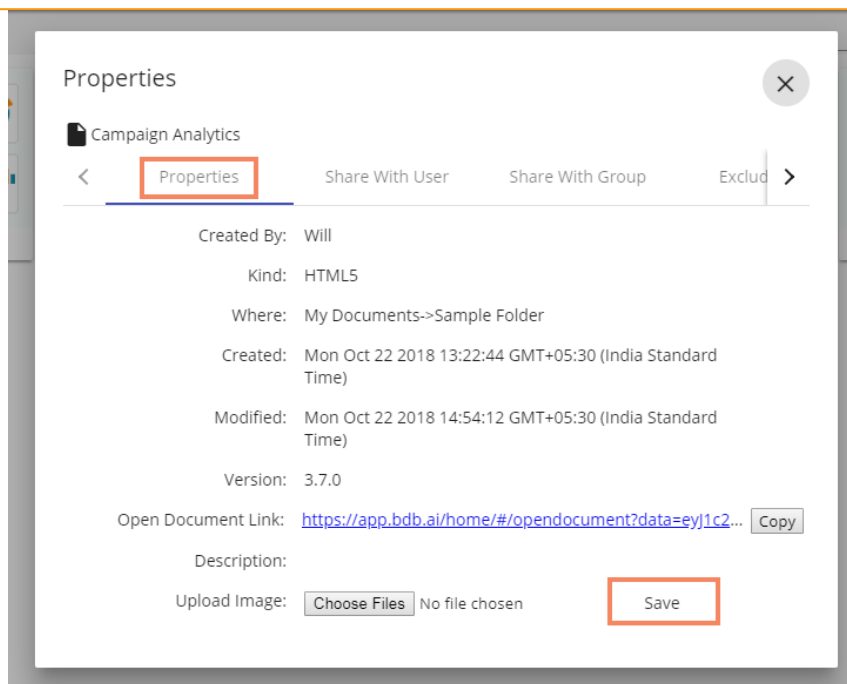 Properties
Campaign Analytics
Properties Share With User Share With Group Exclud
Created By: Will
Kind: HTML5
Where: My Documents->Sample Folder
Created: Mon Oct 22 2018 13:22:44 GMT+05:30 (India Standard
Time)
Modified: Mon Oct 22 2018 14:54:12 GMT+05:30 (India Standard
Time)
Version: 3.7.0
Open Document Link: https://app.bdb.ai/home/#/opendocument?data=eyJ1c2... Copy
Description:
Upload Image: Choose Files No file chosen Save